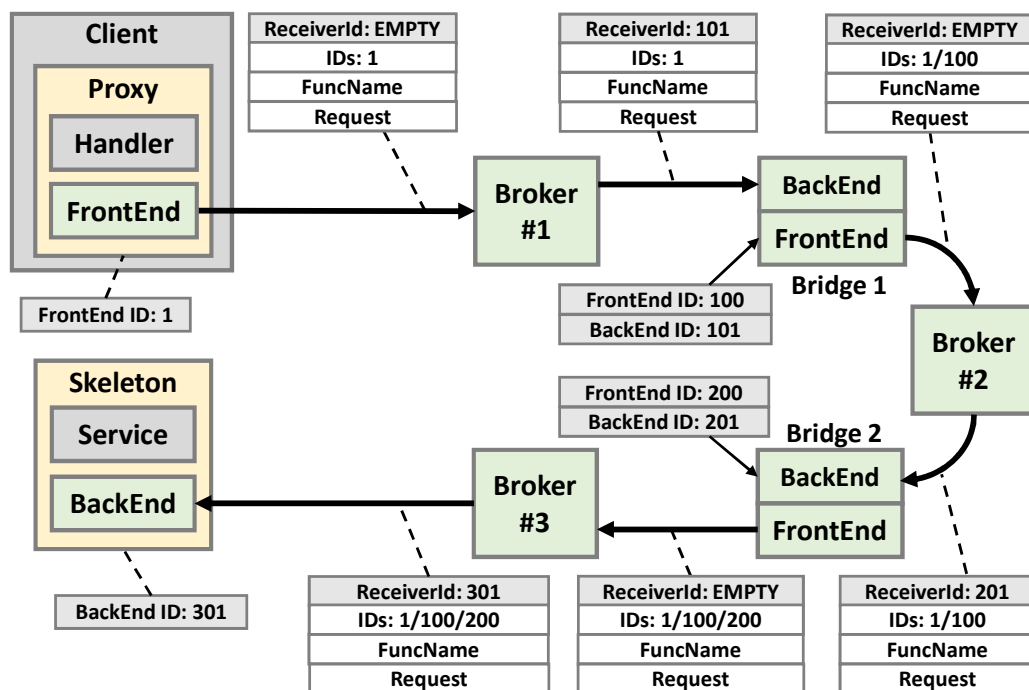 Client
Proxy
Handler
FrontEnd
FrontEnd ID: 1
ReceiverId: EMPTY
IDs: 1
FuncName
Request
Broker
#1
ReceiverId: 101
IDs: 1
FuncName
Request
BackEnd
FrontEnd
Bridge 1
FrontEnd ID: 100
BackEnd ID: 101
ReceiverId: EMPTY
IDs: 1/100
FuncName
Request
Broker
#2
ReceiverId: 201
IDs: 1/100
FuncName
Request
FrontEnd ID: 200
BackEnd ID: 201
Bridge 2
BackEnd
FrontEnd
ReceiverId: EMPTY
IDs: 1/100/200
FuncName
Request
Broker
#3
ReceiverId: 301
IDs: 1/100/200
FuncName
Request
Skeleton
Service
BackEnd
BackEnd ID: 301